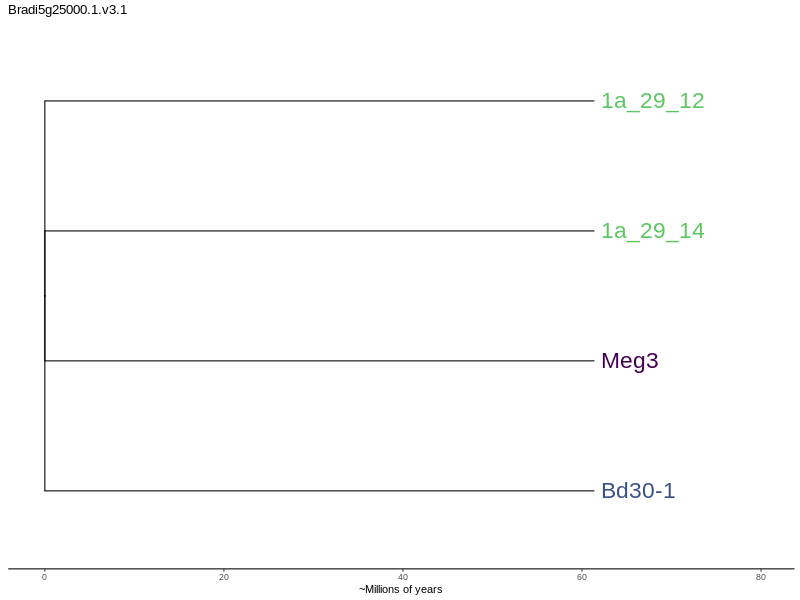 Bradi5g25000.1.v3.1
1a_29_12
1a_29_14
Meg3
Bd30-1
0 20 40 60 80
~Millions of years